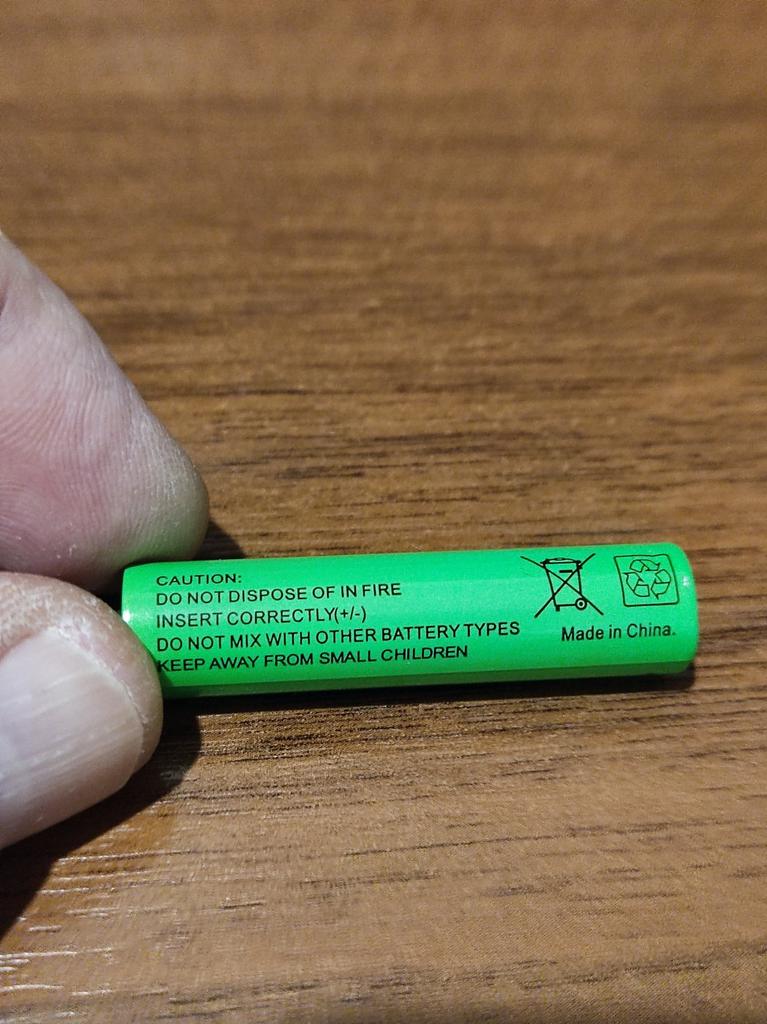 CAUTION:
DO NOT DISPOSE OF IN FIRE
INSERT CORRECTLY(+/-)
DO NOT MIX WITH OTHER BATTERY TYPES
KEEP AWAY FROM SMALL CHILDREN
Made in China.